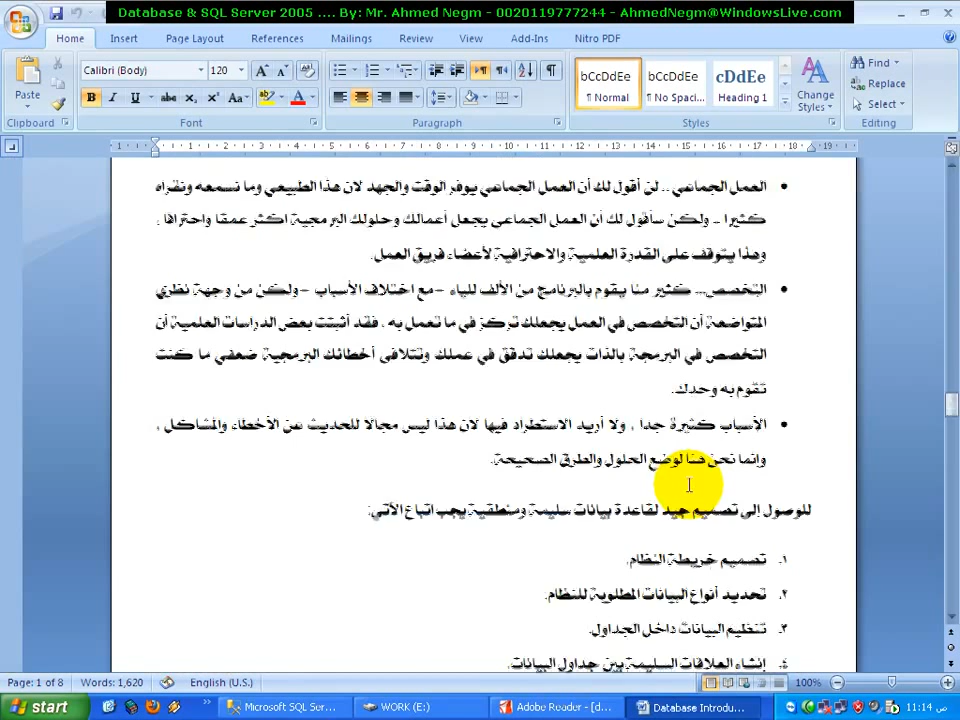 Database & SQL Server 2005 .... By: Mr. Ahmed Negm - 0020119777244 - AhmedNegm@WindowsLive.com
Home Insert Page Layout References Mailings Review View Add-Ins Nitro PDF
Calibri (Body) 120
Paste
AaBbCcDdEe
¶ Normal ¶ No Spaci... Heading 1
Change Styles
Find
Replace
Select
Clipboard Font Paragraph Styles Editing
• العمل الجماعي .. لن أقول لك أن العمل الجماعي يوفر الوقت والجهد لان هذا الطبيعي وما نسمعه ونقراه
كثيرا – ولكن سأقول لك أن العمل الجماعي يجعل أعمالك وحلولك البرمجية اكثر عمقا واحترافا ؛
وهذا يتوقف على القدرة العلمية والاحترافية لأعضاء فريق العمل.
• التخصص... كثير منا يقوم بالبرنامج من الألف للياء –مع اختلاف الأسباب –ولكن من وجهة نظري
المتواضعة أن التخصص في العمل يجعلك تركز في ما تعمل به ، فقد أثبتت بعض الدراسات العلمية أن
التخصص في البرمجة بالذات يجعلك تدقق في عملك وتتلافى أخطائك البرمجية ضعفي ما كنت
تقوم به وحدك.
• الأسباب كثيرة جدا ، ولا أريد الاستطراد فيها لان هذا ليس مجالا للحديث عن الأخطاء والمشاكل ،
وانما نحن هنا لوضع الحلول والطرق الصحيحة.
للوصول إلى تصميم جيد لقاعدة بيانات سليمة ومنطقية يجب اتباع الآتي:
١. تصميم خريطة النظام.
٢. تحديد أنواع البيانات المطلوبة للنظام.
٣. تنظيم البيانات داخل الجداول.
٤. إنشاء العلاقات السليمة بين جداول البيانات.
Page: 1 of 8 Words: 1,620 English (U.S.) 100%
start Microsoft SQL Ser... WORK (E:) Adobe Reader - [d... Database Introdu... 11:14 ص